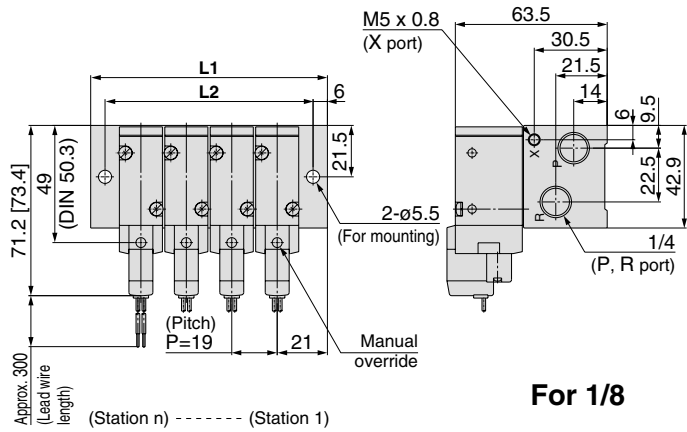 L1
L2
6
21.5
49
(DIN 50.3)
71.2 [73.4]
Approx. 300
(Lead wire
length)
(Pitch)
P=19
21
2-ø5.5
(For mounting)
Manual
override
(Station n) ------- (Station 1)
M5 x 0.8
(X port)
63.5
30.5
21.5
14
6
9.5
22.5
42.9
X
P
R
1/4
(P, R port)
For 1/8